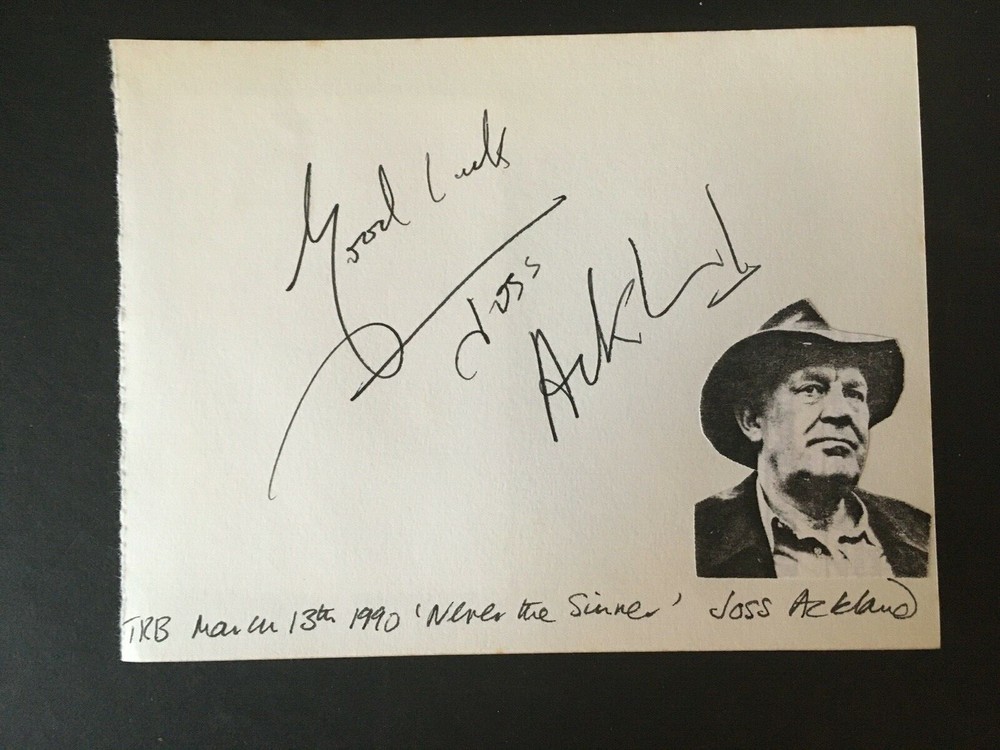 Good luck
Joss
Ackland
TRB March 13th 1990 'Never the Sinner' Joss Ackland